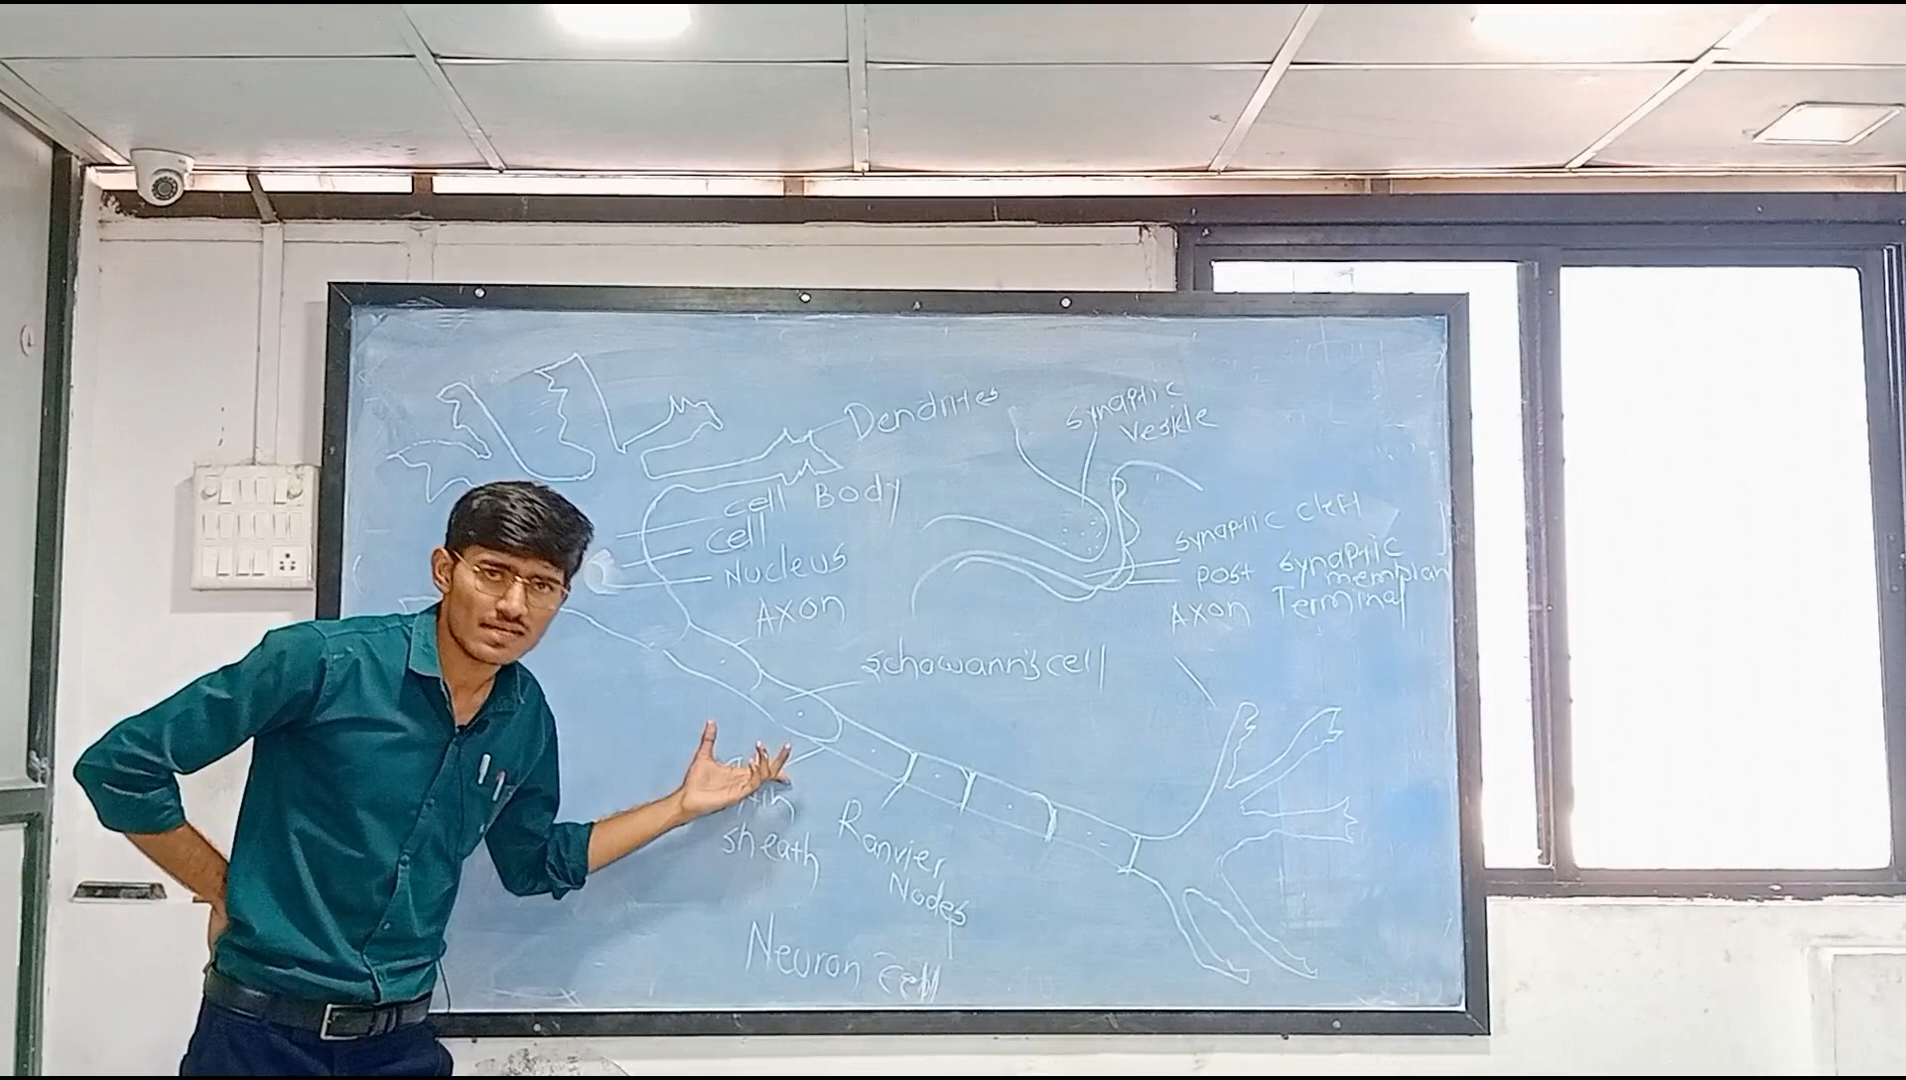 Dendrites
cell Body
cell
Nucleus
Axon
synaptic
vesicle
synaptic cleft
post synaptic
membran
Axon Terminal
schowann's cell
sheath
Ranvier
Nodes
Neuron cell